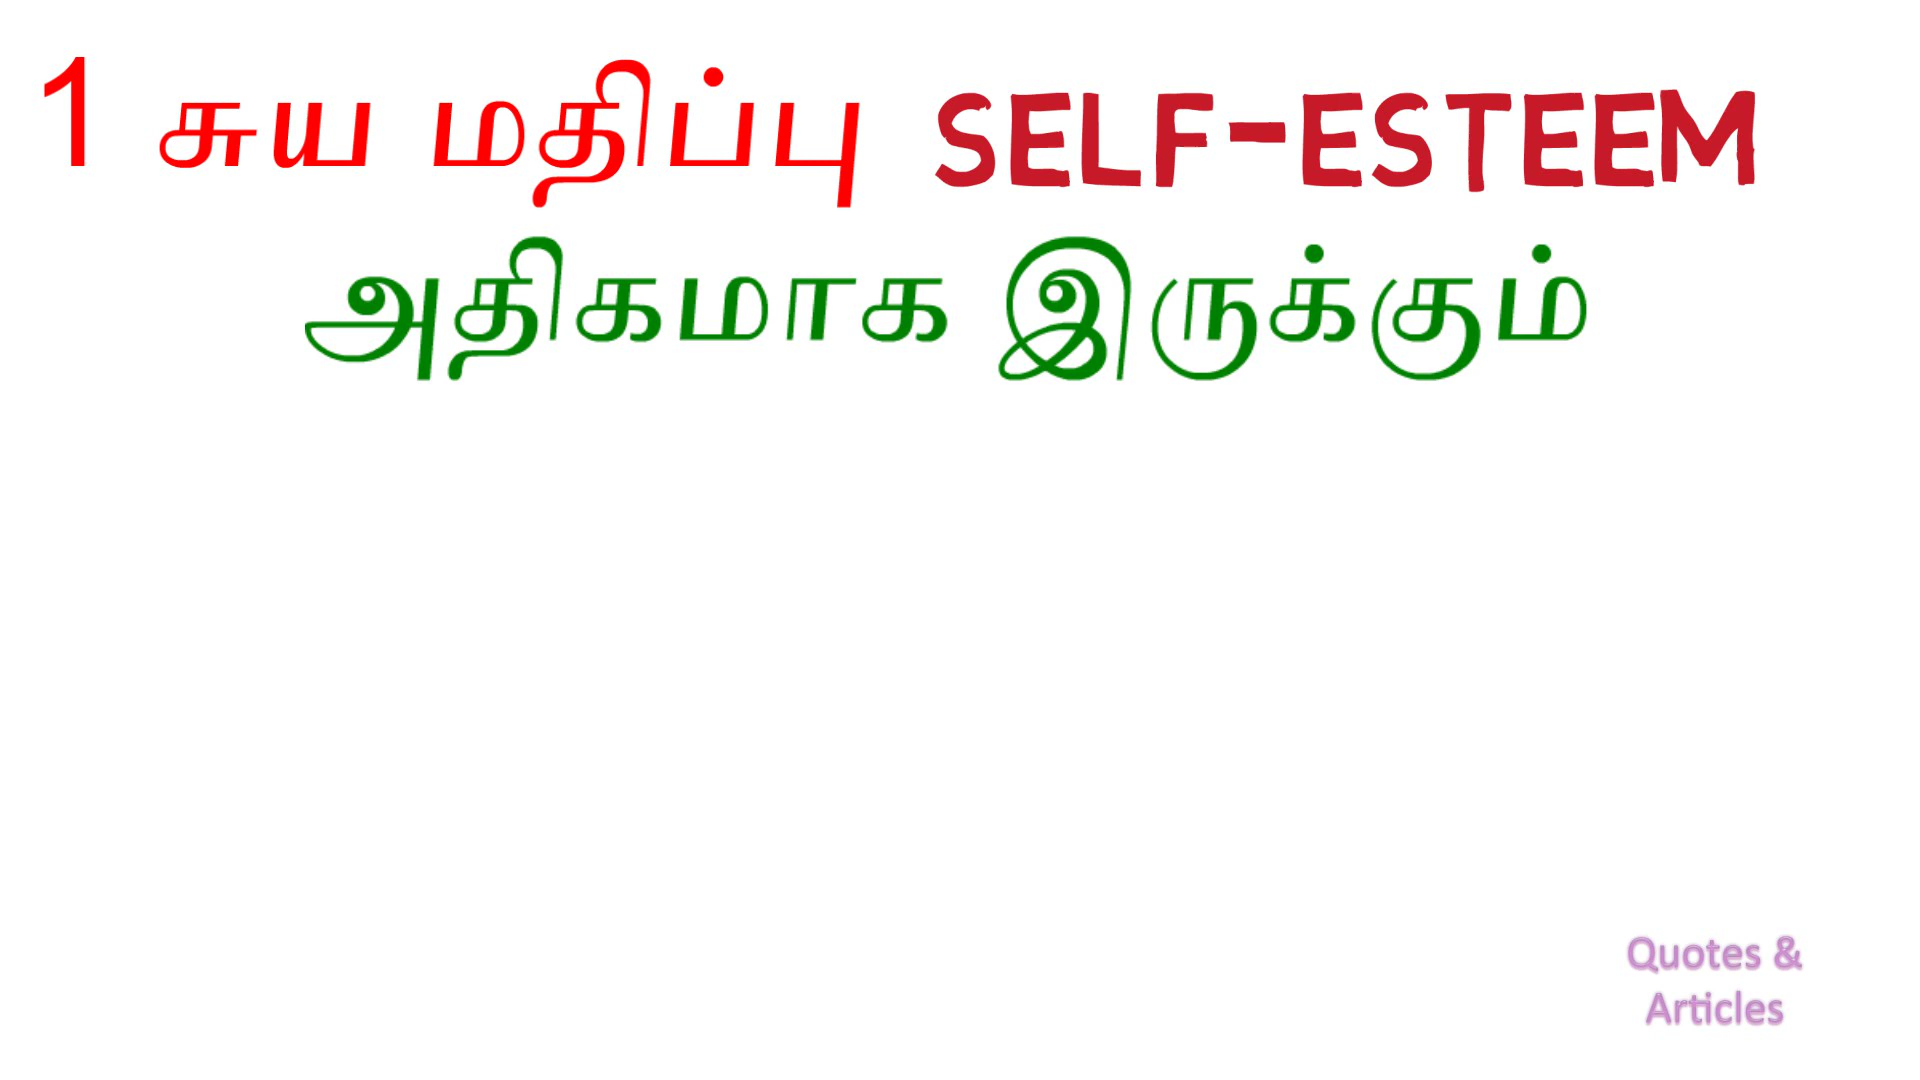 1 சுய மதிப்பு SELF-ESTEEM
அதிகமாக இருக்கும்
Quotes &
Articles